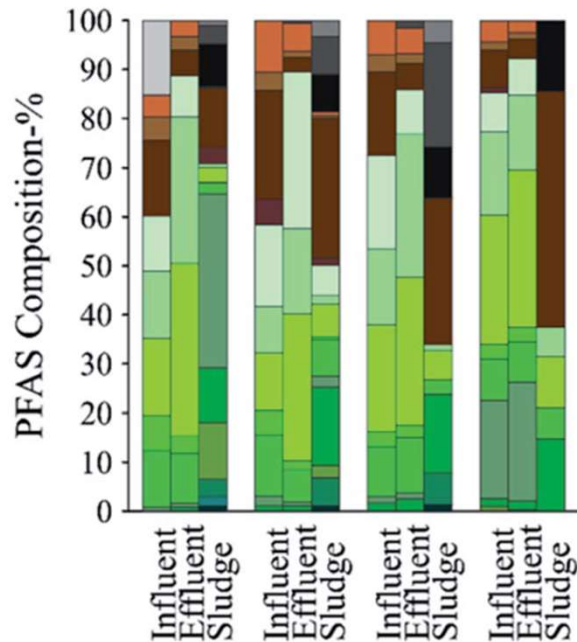 PFAS Composition-%
100
90
80
70
60
50
40
30
20
10
0
Influent
Effluent
Sludge
Influent
Effluent
Sludge
Influent
Effluent
Sludge
Influent
Effluent
Sludge